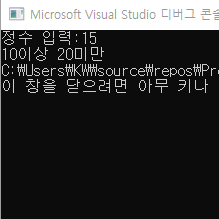 Microsoft Visual Studio 디버그 콘솔
정수 입력:15
10이상 20미만
C:₩Users₩KW₩source₩repos₩Pr
이 창을 닫으려면 아무 키나